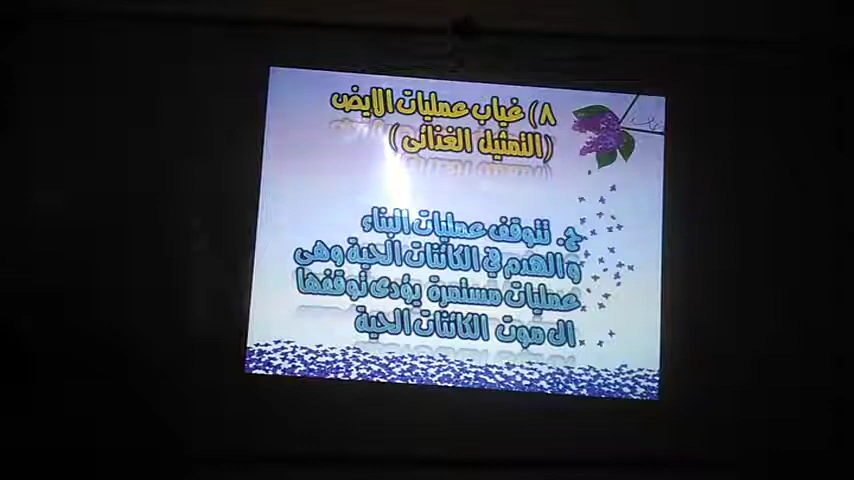 ٨) غياب عمليات الايض
(التمثيل الغذائى)
ج. تتوقف عمليات البناء
و الهدم في الكائنات الحية وهى
عمليات مستمرة يؤدى توقفها
الى موت الكائنات الحية